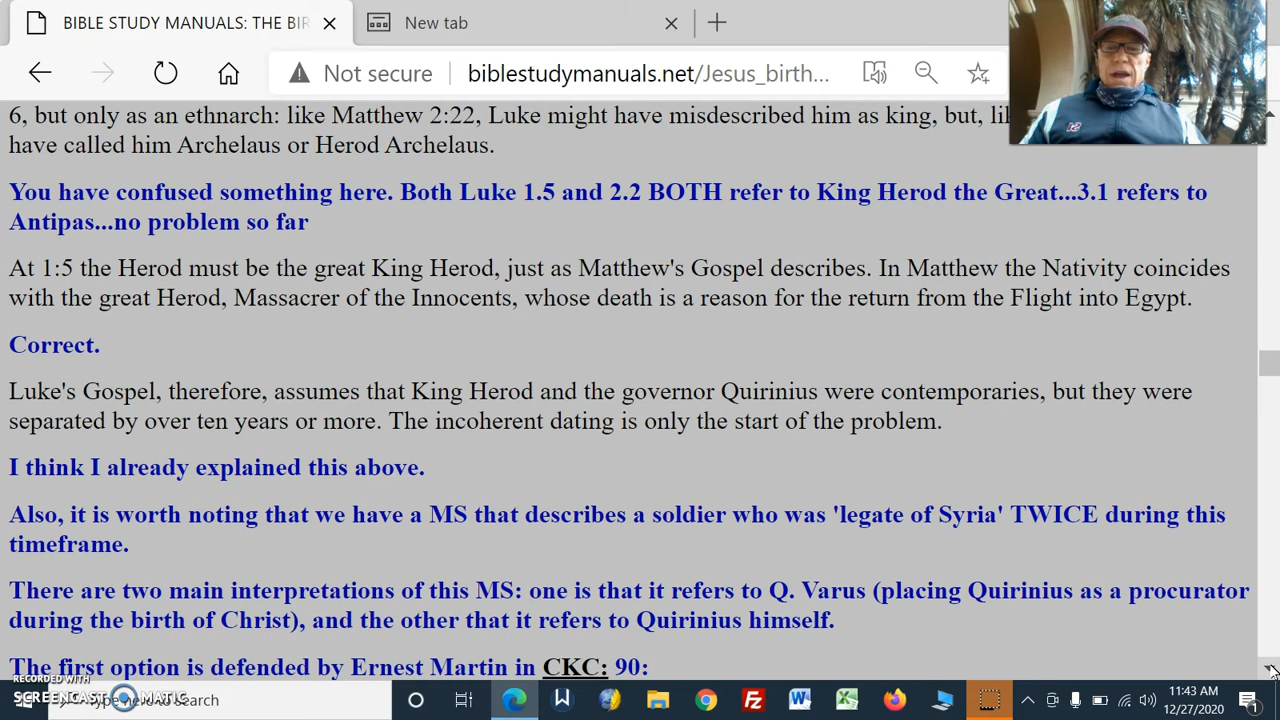 BIBLE STUDY MANUALS: THE BIR
New tab
Not secure
biblestudymanuals.net/Jesus_birth...
6, but only as an ethnarch: like Matthew 2:22, Luke might have misdescribed him as king, but,
have called him Archelaus or Herod Archelaus.
You have confused something here. Both Luke 1.5 and 2.2 BOTH refer to King Herod the Great...3.1 refers to
Antipas...no problem so far
At 1:5 the Herod must be the great King Herod, just as Matthew's Gospel describes. In Matthew the Nativity coincides
with the great Herod, Massacrer of the Innocents, whose death is a reason for the return from the Flight into Egypt.
Correct.
Luke's Gospel, therefore, assumes that King Herod and the governor Quirinius were contemporaries, but they were
separated by over ten years or more. The incoherent dating is only the start of the problem.
I think I already explained this above.
Also, it is worth noting that we have a MS that describes a soldier who was 'legate of Syria' TWICE during this
timeframe.
There are two main interpretations of this MS: one is that it refers to Q. Varus (placing Quirinius as a procurator
during the birth of Christ), and the other that it refers to Quirinius himself.
The first option is defended by Ernest Martin in CKC: 90:
RECORDED WITH
SCREENCAST MATIC
Type here to search
11:43 AM
12/27/2020
1